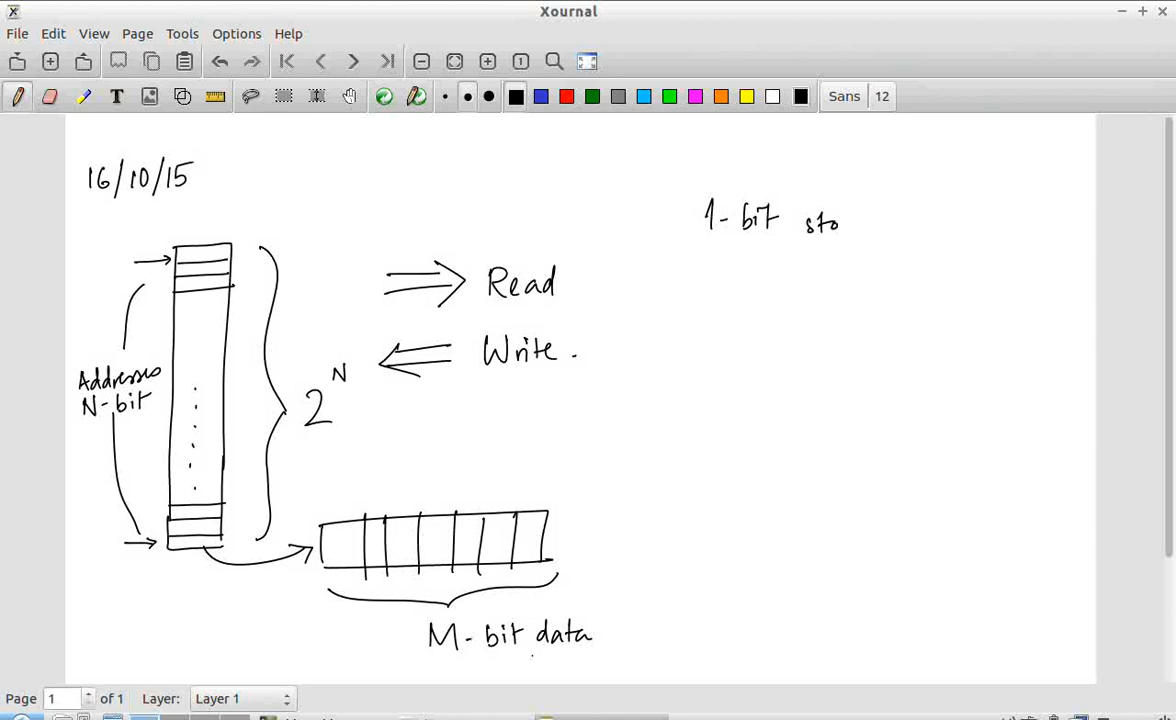 Xournal
File Edit View Page Tools Options Help
Sans 12
16/10/15
1-bit sto
Read
Write.
2^N
Addresses
N-bit
M-bit data
Page 1 of 1 Layer: Layer 1